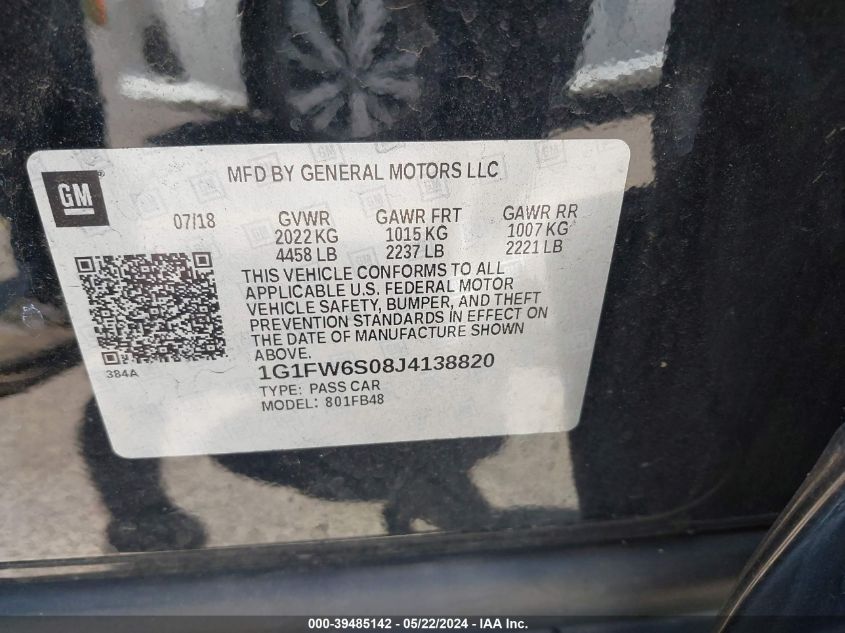 MFD BY GENERAL MOTORS LLC
GM
07/18 GVWR GAWR FRT GAWR RR
2022 KG 1015 KG 1007 KG
4458 LB 2237 LB 2221 LB
THIS VEHICLE CONFORMS TO ALL
APPLICABLE U.S. FEDERAL MOTOR
VEHICLE SAFETY, BUMPER, AND THEFT
PREVENTION STANDARDS IN EFFECT ON
THE DATE OF MANUFACTURE SHOWN
ABOVE.
384A
1G1FW6S08J4138820
TYPE: PASS CAR
MODEL: 801FB48
000-39485142 - 05/22/2024 - IAA Inc.